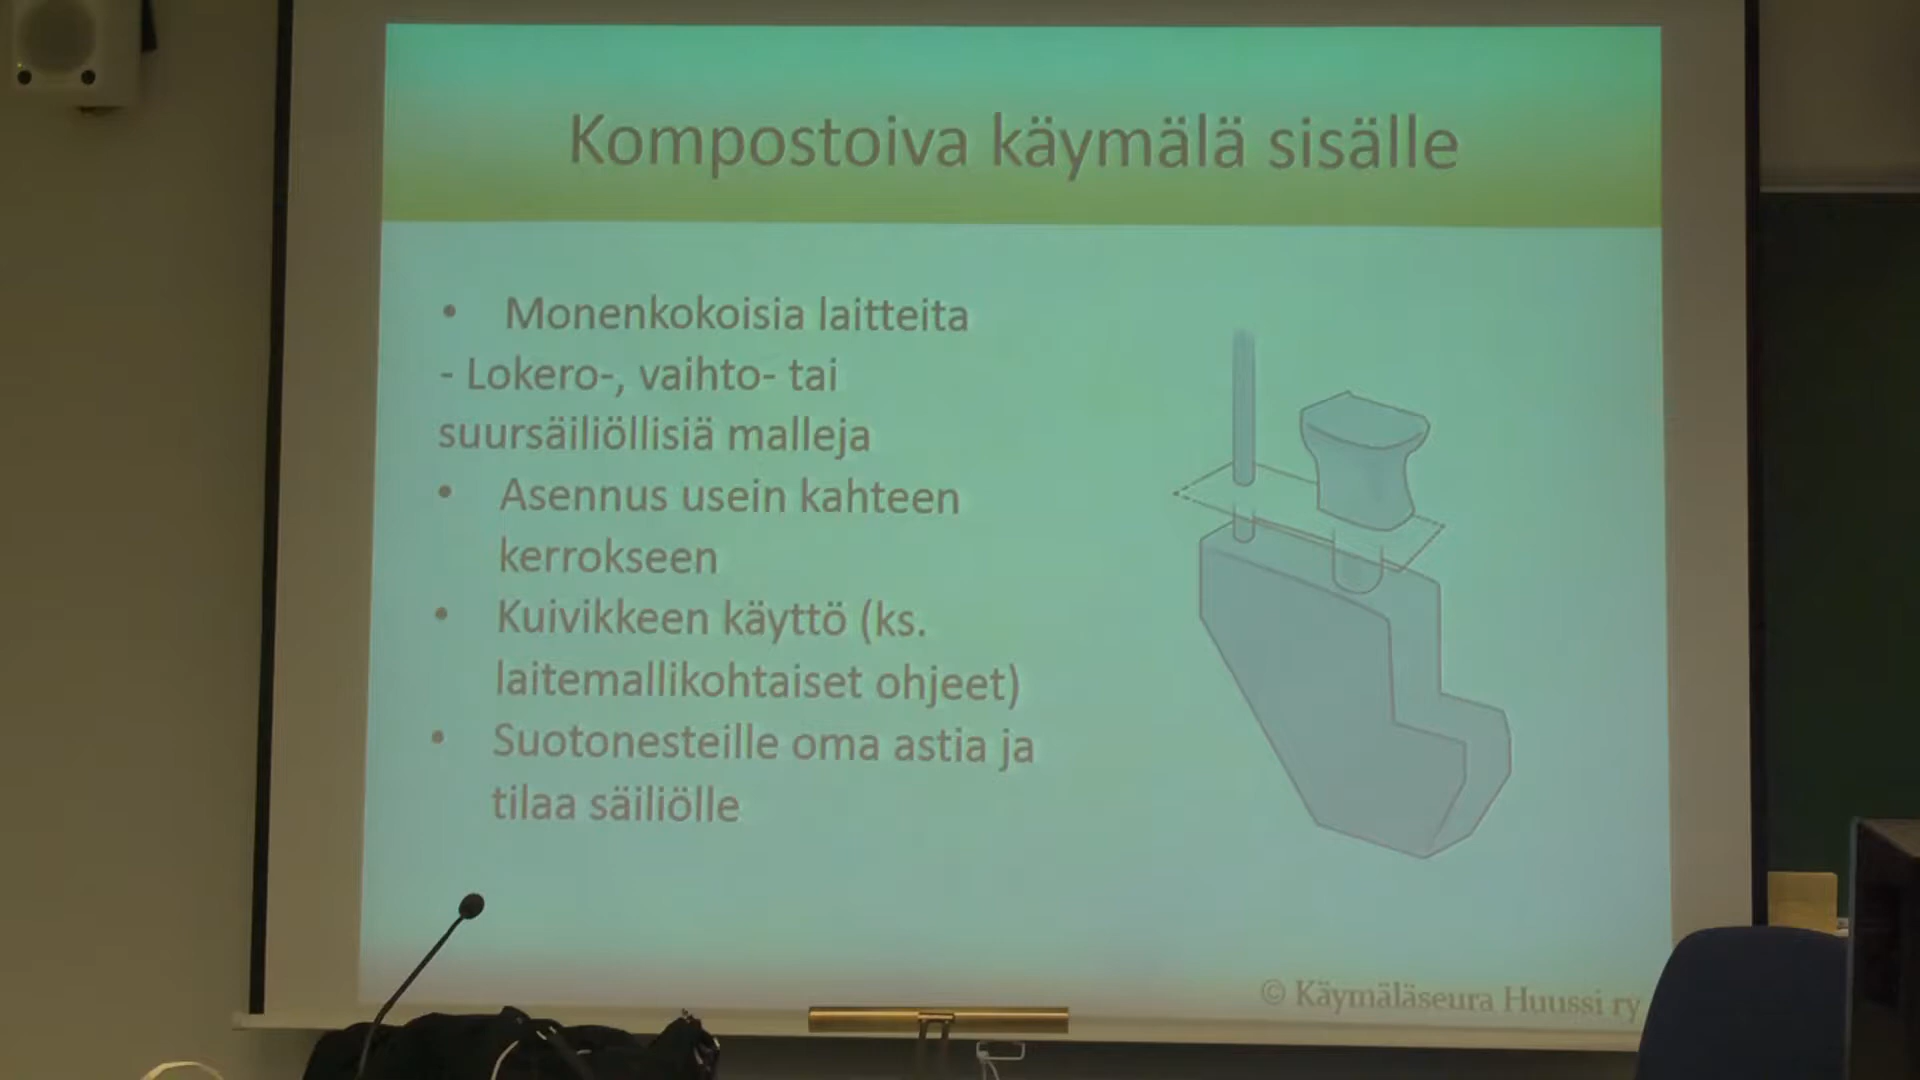 Kompostoiva käymälä sisälle
• Monenkokoisia laitteita
- Lokero-, vaihto- tai
suursäiliöllisiä malleja
• Asennus usein kahteen
kerrokseen
• Kuivikkeen käyttö (ks.
laitemallikohtaiset ohjeet)
• Suotonesteille oma astia ja
tilaa säiliölle
© Käymäläseura Huussi ry